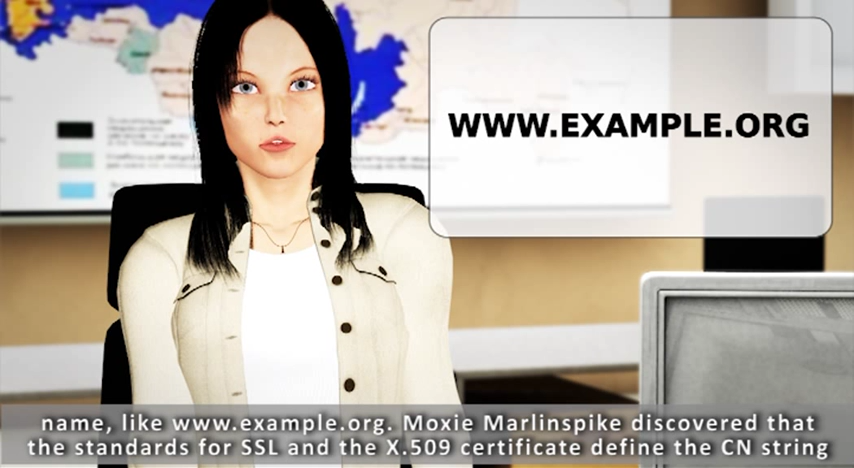 WWW.EXAMPLE.ORG
name, like www.example.org. Moxie Marlinspike discovered that
the standards for SSL and the X.509 certificate define the CN string